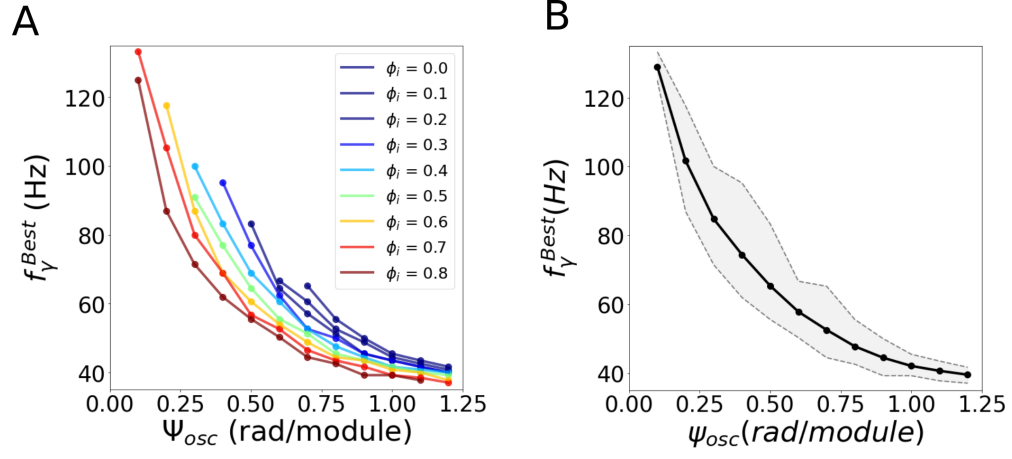 A
f_γ^Best (Hz)
120
100
80
60
40
0.00 0.25 0.50 0.75 1.00 1.25
Ψ_osc (rad/module)
ϕ_i = 0.0
ϕ_i = 0.1
ϕ_i = 0.2
ϕ_i = 0.3
ϕ_i = 0.4
ϕ_i = 0.5
ϕ_i = 0.6
ϕ_i = 0.7
ϕ_i = 0.8
B
f_γ^Best(Hz)
120
100
80
60
40
0.00 0.25 0.50 0.75 1.00 1.25
ψ_osc(rad/module)